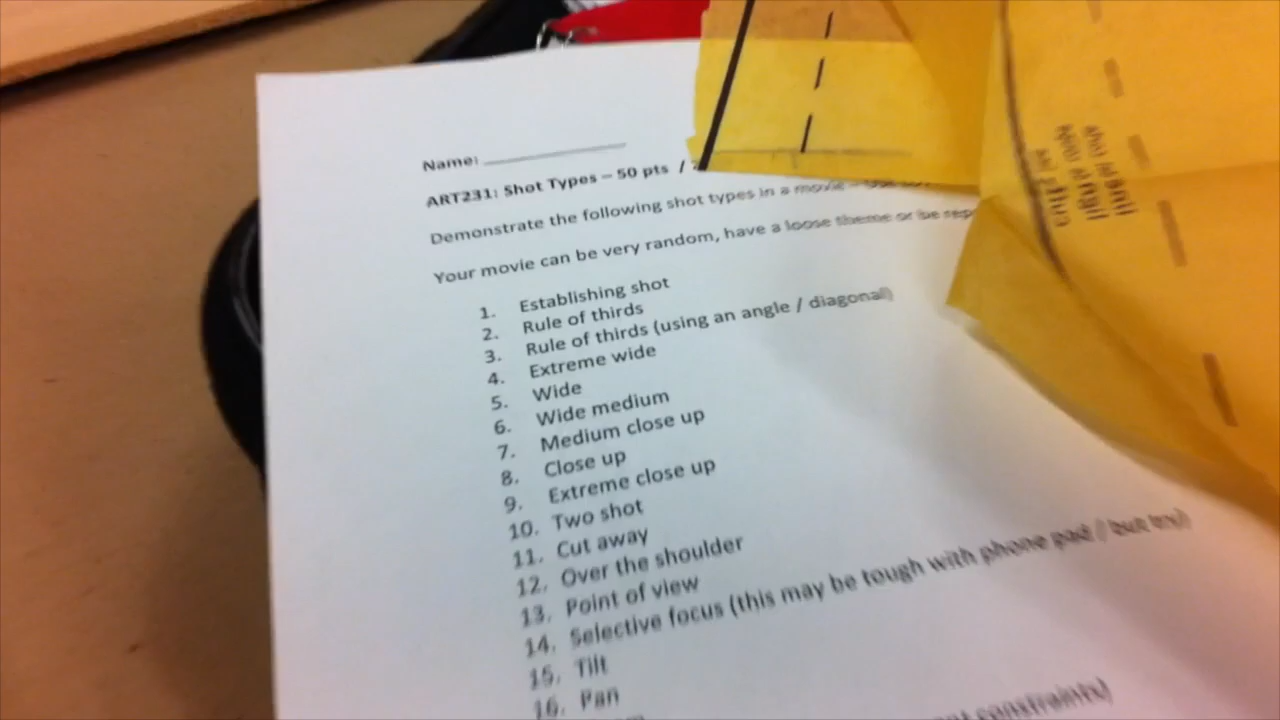 Name:
ART231: Shot Types – 50 pts /
Demonstrate the following shot types in a movie –
Your movie can be very random, have a loose theme or be
1. Establishing shot
2. Rule of thirds
3. Rule of thirds (using an angle / diagonal)
4. Extreme wide
5. Wide
6. Wide medium
7. Medium close up
8. Close up
9. Extreme close up
10. Two shot
11. Cut away
12. Over the shoulder
13. Point of view
14. Selective focus (this may be tough with phone pad / but try)
15. Tilt
16. Pan
constraints)